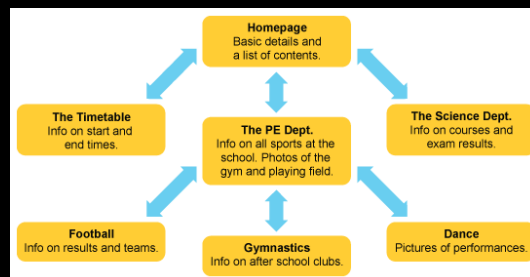 Homepage
Basic details and
a list of contents.
The Timetable
Info on start and
end times.
The PE Dept.
Info on all sports at the
school. Photos of the
gym and playing field.
The Science Dept.
Info on courses and
exam results.
Football
Info on results and teams.
Gymnastics
Info on after school clubs.
Dance
Pictures of performances.